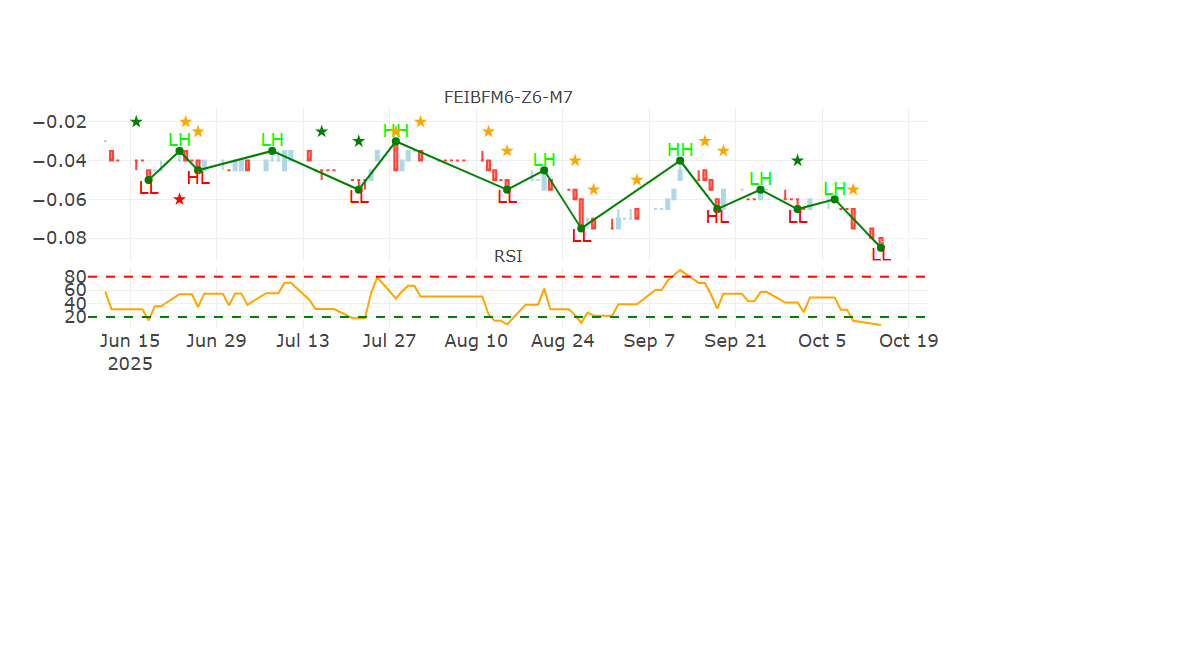 FEIBFM6-Z6-M7
−0.02
−0.04
−0.06
−0.08
LL
LH
HL
LH
LL
HH
LL
LH
LL
HH
HL
LH
LL
LH
LL
RSI
80
60
40
20
Jun 15 Jun 29 Jul 13 Jul 27 Aug 10 Aug 24 Sep 7 Sep 21 Oct 5 Oct 19
2025